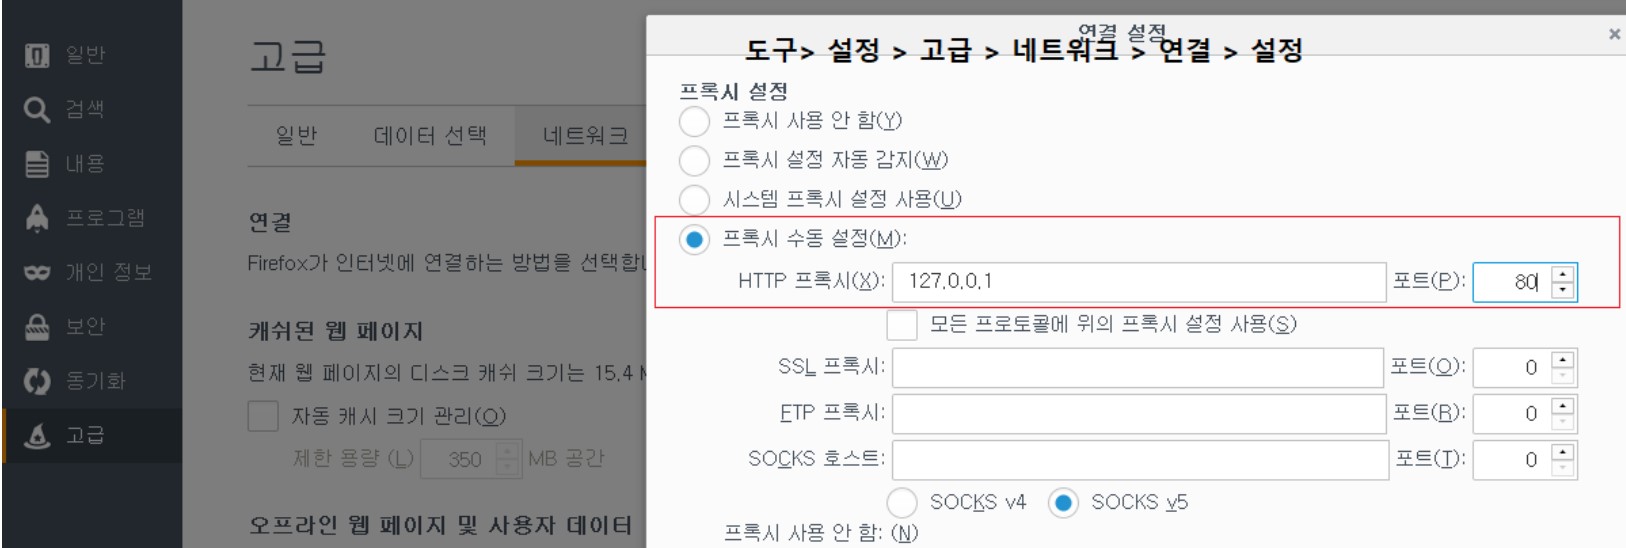 일반
검색
내용
프로그램
개인 정보
보안
동기화
고급
고급
일반 데이터 선택 네트워크
연결
Firefox가 인터넷에 연결하는 방법을 선택합니
캐쉬된 웹 페이지
현재 웹 페이지의 디스크 캐쉬 크기는 15.4 M
자동 캐시 크기 관리(O)
제한 용량 (L) 350 MB 공간
오프라인 웹 페이지 및 사용자 데이터
연결 설정 ×
도구> 설정 > 고급 > 네트워크 > 연결 > 설정
프록시 설정
프록시 사용 안 함(Y)
프록시 설정 자동 감지(W)
시스템 프록시 설정 사용(U)
프록시 수동 설정(M):
HTTP 프록시(X): 127.0.0.1 포트(P): 80
모든 프로토콜에 위의 프록시 설정 사용(S)
SSL 프록시: 포트(O): 0
FTP 프록시: 포트(R): 0
SOCKS 호스트: 포트(T): 0
SOCKS v4 SOCKS v5
프록시 사용 안 함: (N)